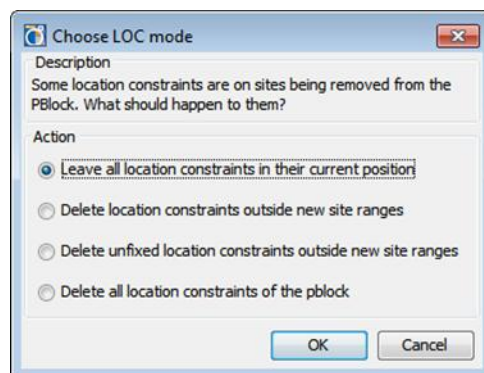 Choose LOC mode
Description
Some location constraints are on sites being removed from the
PBlock. What should happen to them?
Action
Leave all location constraints in their current position
Delete location constraints outside new site ranges
Delete unfixed location constraints outside new site ranges
Delete all location constraints of the pblock
OK Cancel